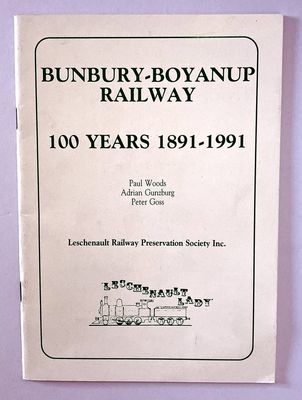 BUNBURY-BOYANUP
RAILWAY
100 YEARS 1891-1991
Paul Woods
Adrian Gunzburg
Peter Goss
Leschenault Railway Preservation Society Inc.
LESCHENAULT
LADY